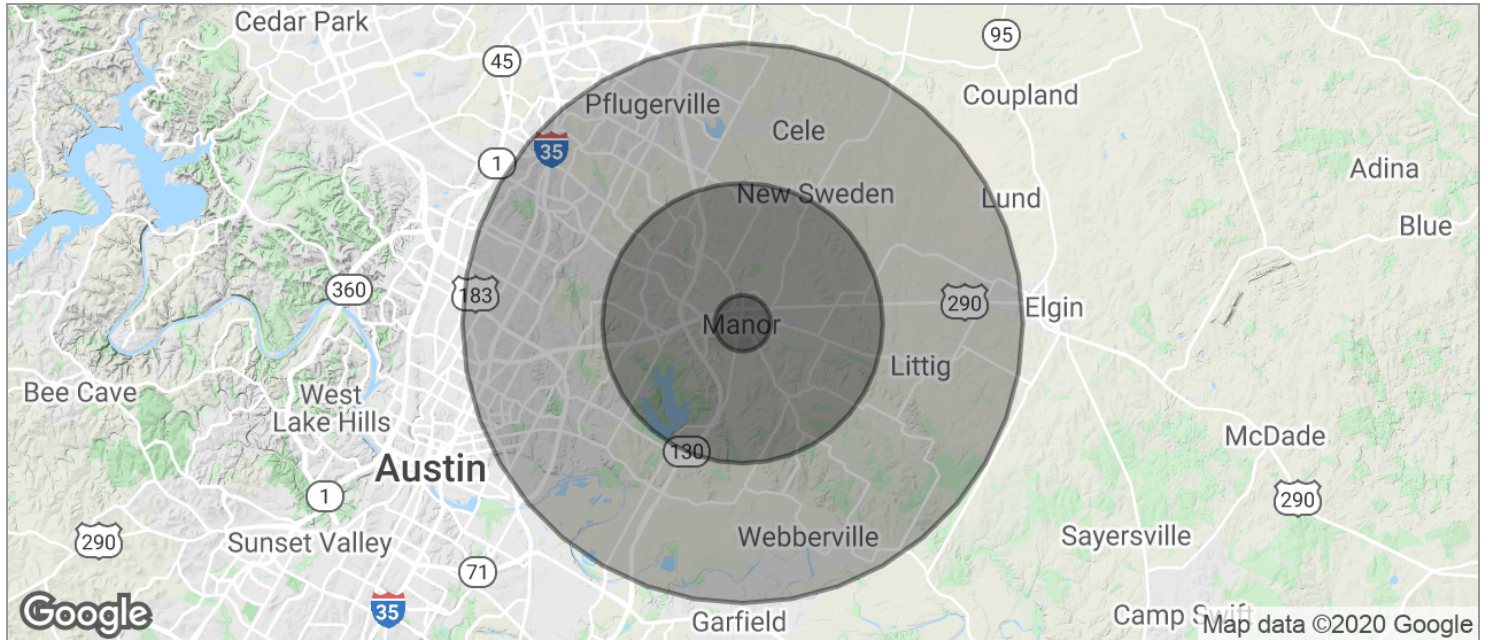 Cedar Park
95
45
Coupland
Pflugerville
Cele
35
1
Adina
New Sweden
Lund
Blue
360
183
290
Elgin
Manor
Littig
Bee Cave
West
Lake Hills
McDade
130
Austin
1
290
290
Sunset Valley
Webberville
Sayersville
71
35
Google
Garfield
Camp Swift
Map data ©2020 Google